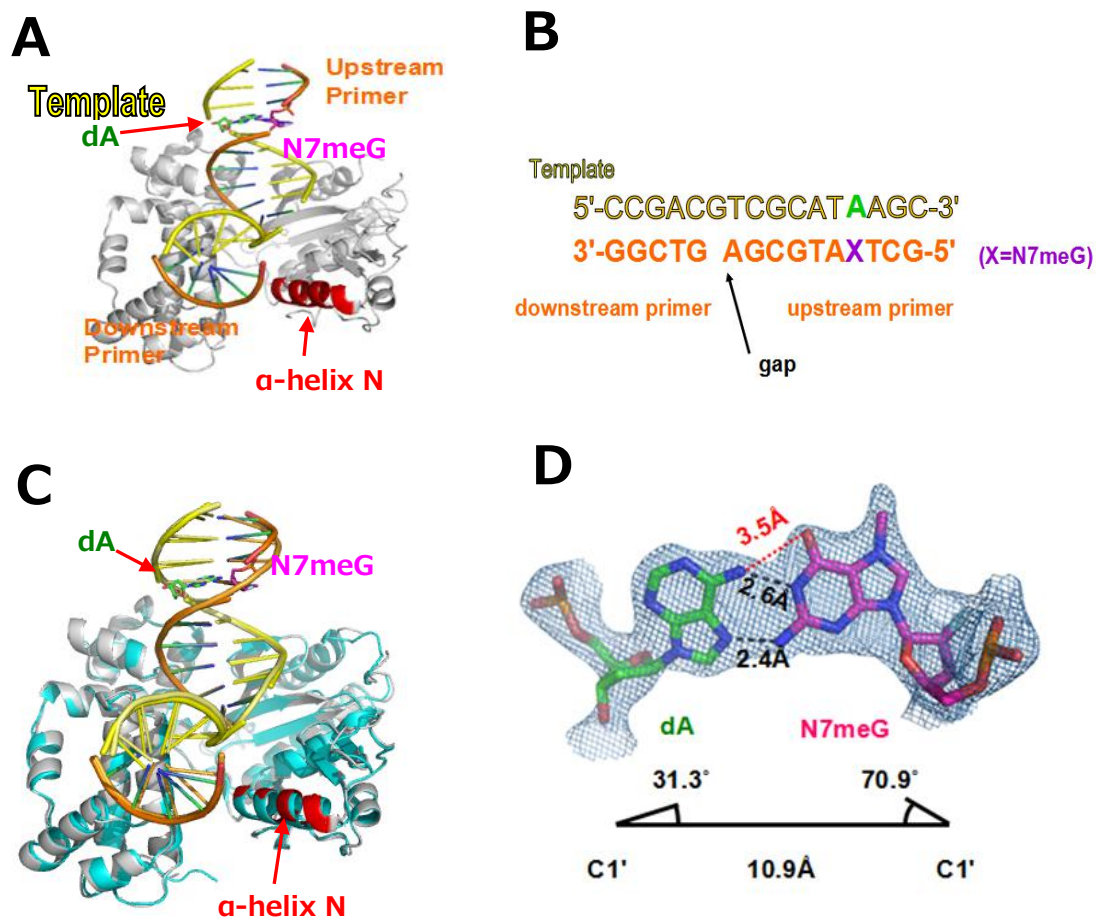 A
Upstream
Primer
Template
dA
N7meG
Downstream
Primer
α-helix N
B
Template
5'-CCGACGTCGCATAAGC-3'
3'-GGCTG AGCGTAXTCG-5' (X=N7meG)
downstream primer upstream primer
gap
C
dA
N7meG
α-helix N
D
3.5Å
2.6Å
2.4Å
dA N7meG
31.3° 70.9°
C1' 10.9Å C1'